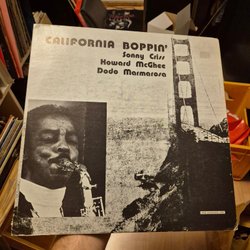 CALIFORNIA BOPPIN'
Sonny Criss
Howard McGhee
Dodo Marmarosa